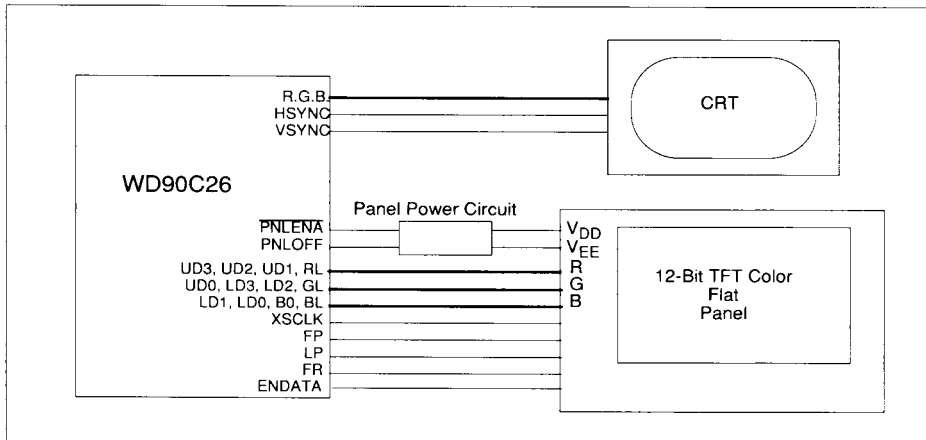 R.G.B.
HSYNC
VSYNC
CRT
WD90C26
Panel Power Circuit
PNLENA
PNLOFF
VDD
VEE
UD3, UD2, UD1, RL
UD0, LD3, LD2, GL
LD1, LD0, B0, BL
R
G
B
12-Bit TFT Color
Flat
Panel
XSCLK
FP
LP
FR
ENDATA